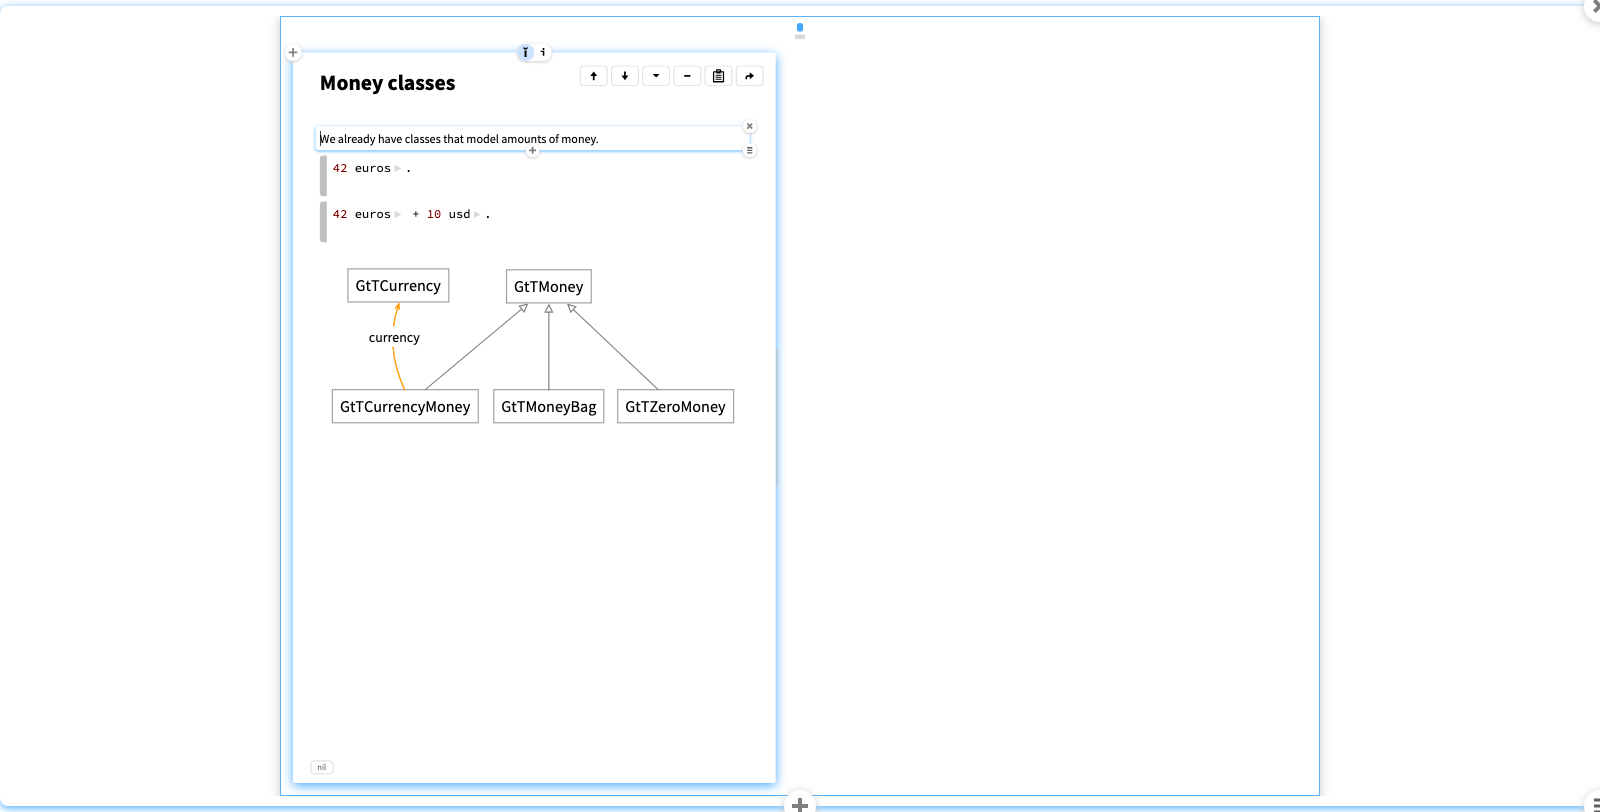 Money classes
We already have classes that model amounts of money.
42 euros .
42 euros + 10 usd .
GtTCurrency GtTMoney
currency
GtTCurrencyMoney GtTMoneyBag GtTZeroMoney
nil